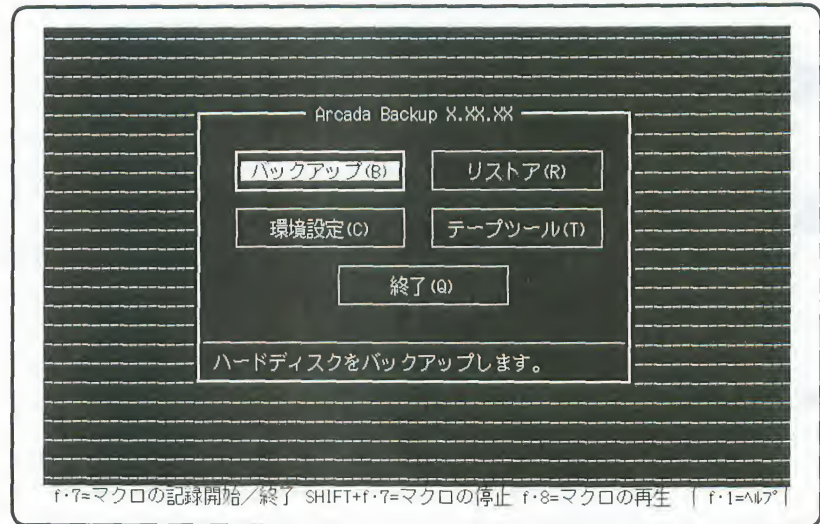 Arcada Backup X.XX.XX
バックアップ(B) リストア(R)
環境設定(C) テープツール(T)
終了(Q)
ハードディスクをバックアップします。
f・7=マクロの記録開始／終了 SHIFT+f・7=マクロの停止 f・8=マクロの再生 | f・1=ﾍﾙﾌﾟ|